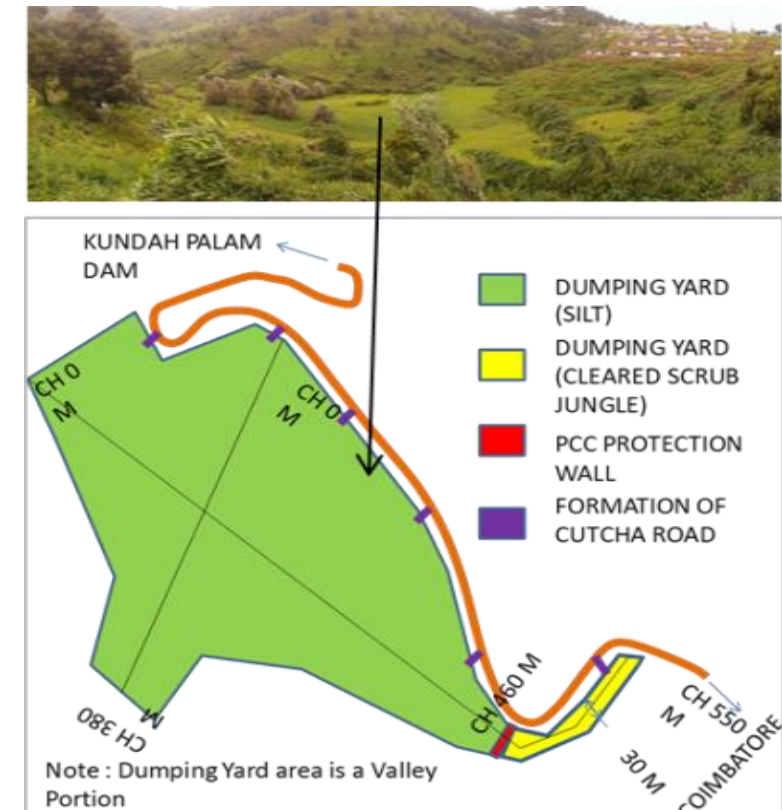 KUNDAH PALAM
DAM
DUMPING YARD
(SILT)
DUMPING YARD
(CLEARED SCRUB
JUNGLE)
PCC PROTECTION
WALL
FORMATION OF
CUTCHA ROAD
CH 0
M
CH 0
M
CH 460 M
CH 550
M
COIMBATORE
30 M
CH 380
M
Note : Dumping Yard area is a Valley
Portion